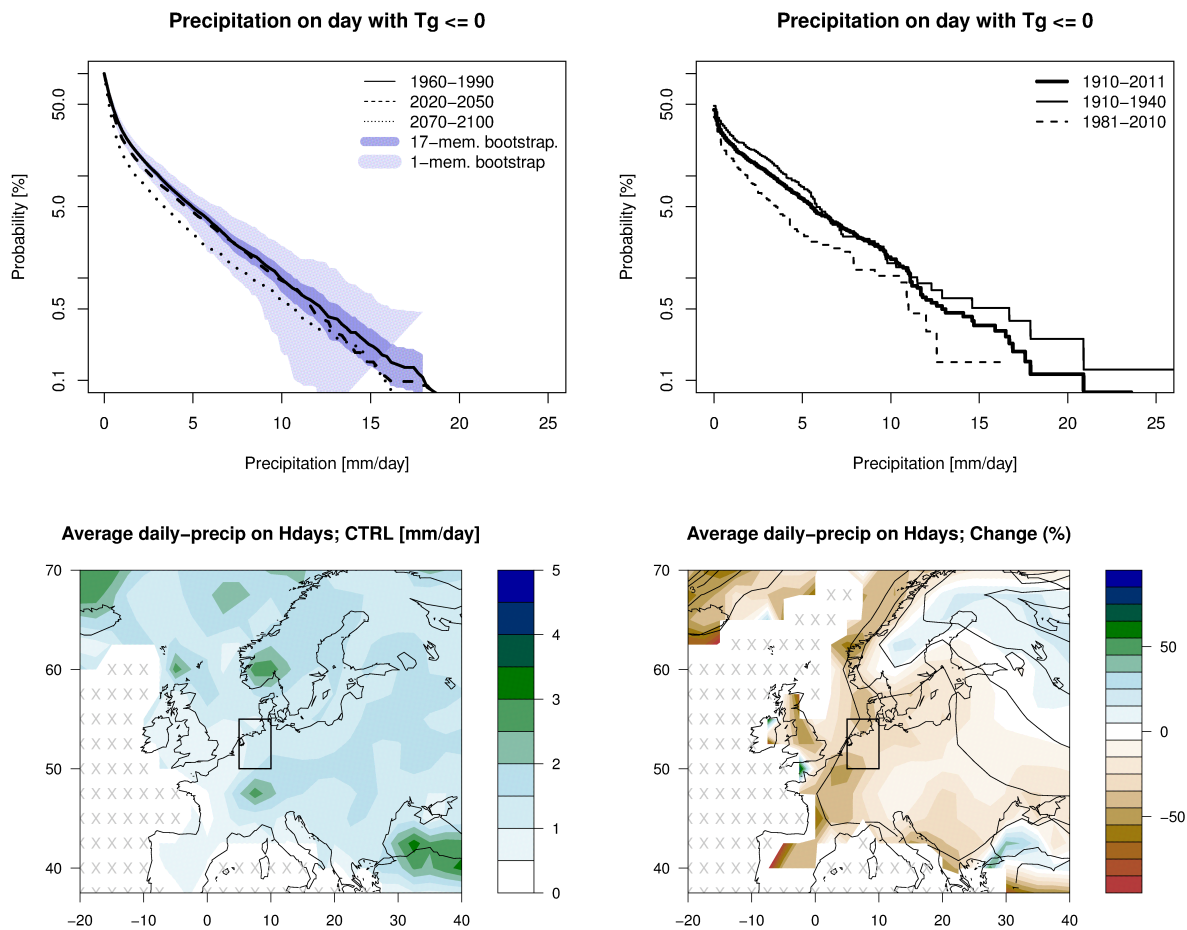 Precipitation on day with Tg <= 0
Probability [%]
50.0
5.0
0.5
0.1
1960−1990
2020−2050
2070−2100
17−mem. bootstrap.
1−mem. bootstrap
0 5 10 15 20 25
Precipitation [mm/day]
Precipitation on day with Tg <= 0
Probability [%]
50.0
5.0
0.5
0.1
1910−2011
1910−1940
1981−2010
0 5 10 15 20 25
Precipitation [mm/day]
Average daily−precip on Hdays; CTRL [mm/day]
70
60
50
40
−20 −10 0 10 20 30 40
5
4
3
2
1
0
Average daily−precip on Hdays; Change (%)
70
60
50
40
−20 −10 0 10 20 30 40
50
0
−50